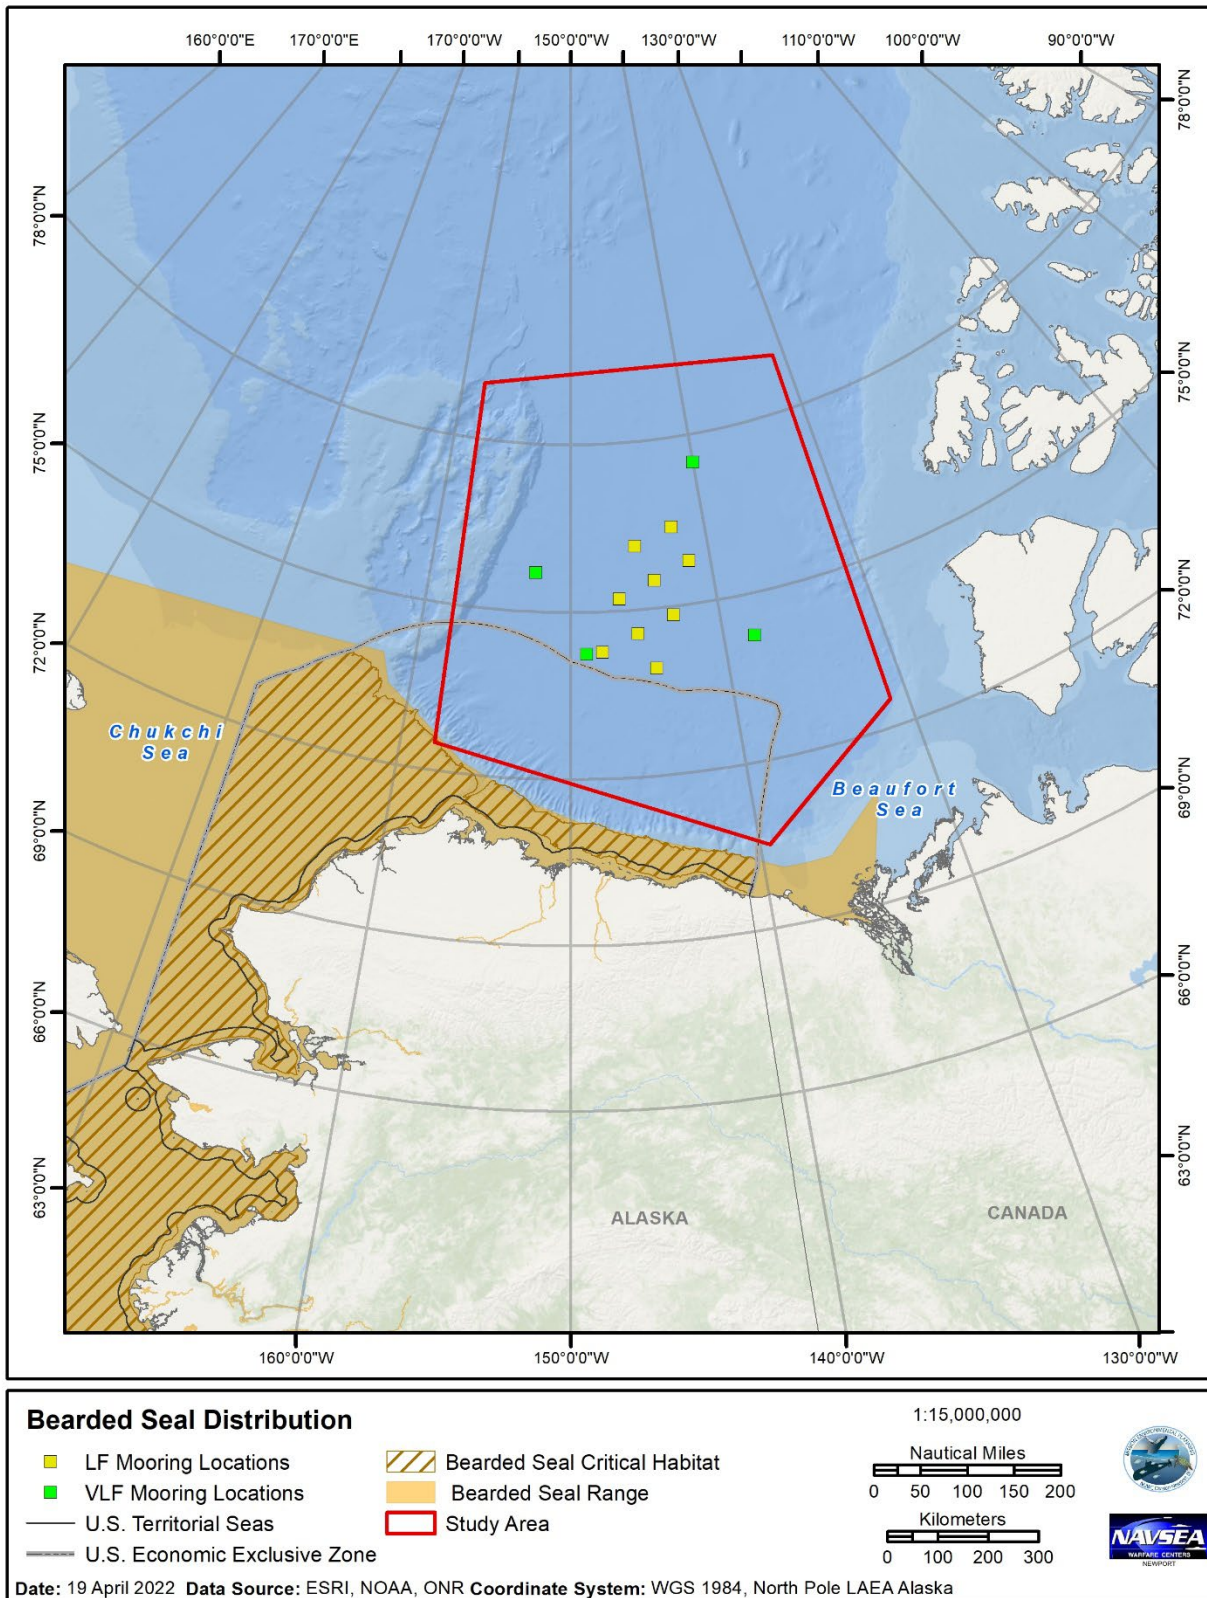 160°0'0"E 170°0'0"E 170°0'0"W 150°0'0"W 130°0'0"W 110°0'0"W 100°0'0"W 90°0'0"W
78°0'0"N
78°0'0"N
75°0'0"N
75°0'0"N
72°0'0"N
72°0'0"N
Chukchi
Sea
Beaufort
Sea
69°0'0"N
69°0'0"N
66°0'0"N
66°0'0"N
63°0'0"N
63°0'0"N
ALASKA
CANADA
160°0'0"W 150°0'0"W 140°0'0"W 130°0'0"W
Bearded Seal Distribution
LF Mooring Locations
VLF Mooring Locations
U.S. Territorial Seas
U.S. Economic Exclusive Zone
Bearded Seal Critical Habitat
Bearded Seal Range
Study Area
1:15,000,000
Nautical Miles
0 50 100 150 200
Kilometers
0 100 200 300
NAVSEA
WARFARE CENTERS
NEWPORT
Date: 19 April 2022 Data Source: ESRI, NOAA, ONR Coordinate System: WGS 1984, North Pole LAEA Alaska